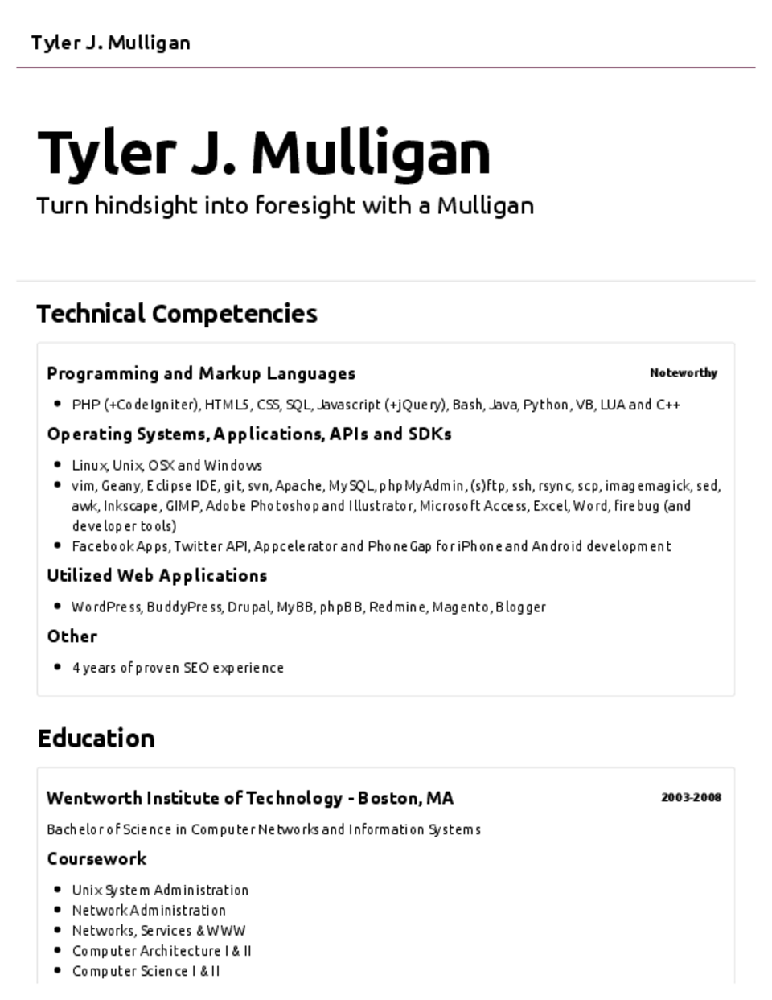 Tyler J. Mulligan
Tyler J. Mulligan
Turn hindsight into foresight with a Mulligan
Technical Competencies
Programming and Markup Languages Noteworthy
• PHP (+CodeIgniter), HTML5, CSS, SQL, Javascript (+jQuery), Bash, Java, Python, VB, LUA and C++
Operating Systems, Applications, APIs and SDKs
• Linux, Unix, OSX and Windows
• vim, Geany, Eclipse IDE, git, svn, Apache, MySQL, phpMyAdmin, (s)ftp, ssh, rsync, scp, imagemagick, sed,
awk, Inkscape, GIMP, Adobe Photoshop and Illustrator, Microsoft Access, Excel, Word, firebug (and
developer tools)
• Facebook Apps, Twitter API, Appcelerator and PhoneGap for iPhone and Android development
Utilized Web Applications
• WordPress, BuddyPress, Drupal, MyBB, phpBB, Redmine, Magento, Blogger
Other
• 4 years of proven SEO experience
Education
Wentworth Institute of Technology - Boston, MA 2003-2008
Bachelor of Science in Computer Networks and Information Systems
Coursework
• Unix System Administration
• Network Administration
• Networks, Services & WWW
• Computer Architecture I & II
• Computer Science I & II